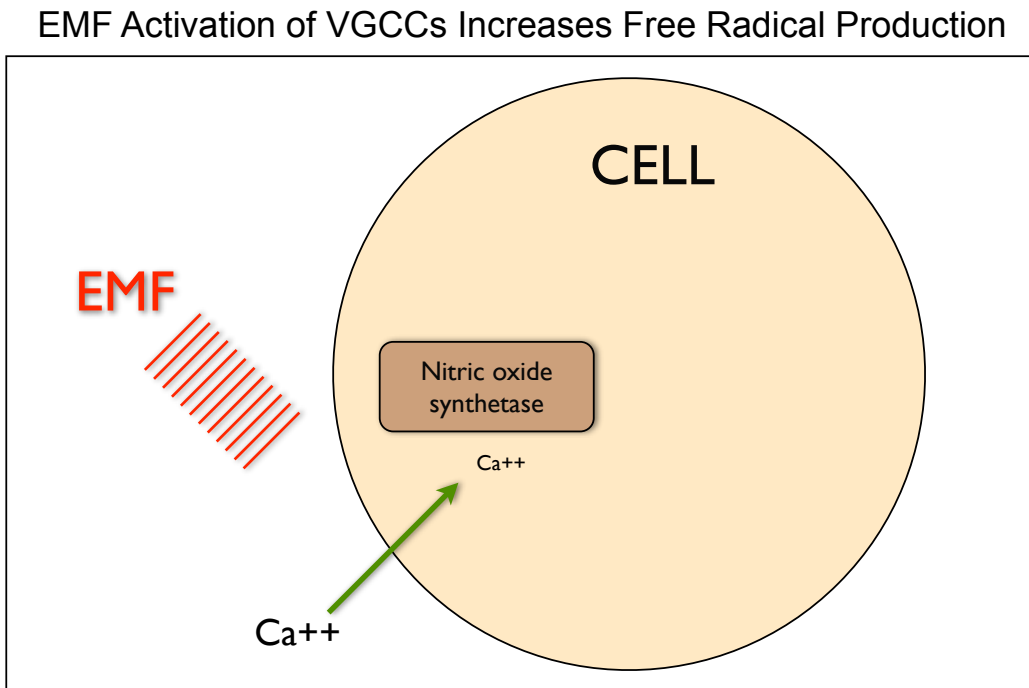 EMF Activation of VGCCs Increases Free Radical Production
CELL
EMF
Nitric oxide
synthetase
Ca++
Ca++